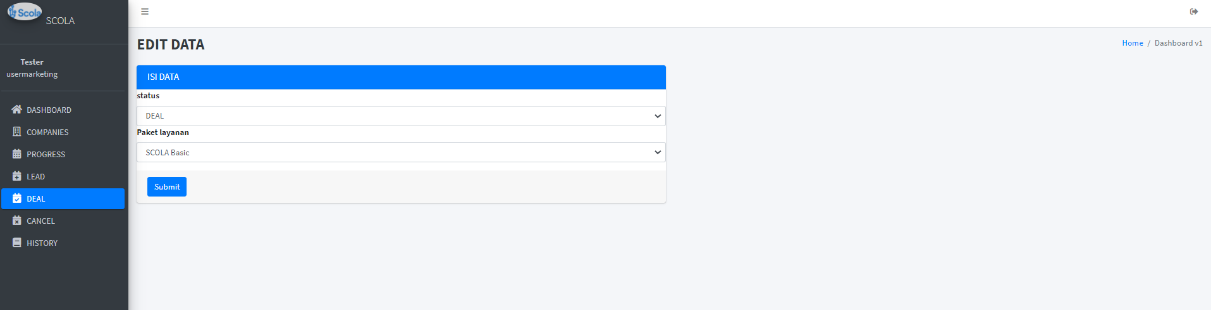 Scola SCOLA
Tester
usermarketing
DASHBOARD
COMPANIES
PROGRESS
LEAD
DEAL
CANCEL
HISTORY
EDIT DATA
Home / Dashboard v1
ISI DATA
status
DEAL
Paket layanan
SCOLA Basic
Submit